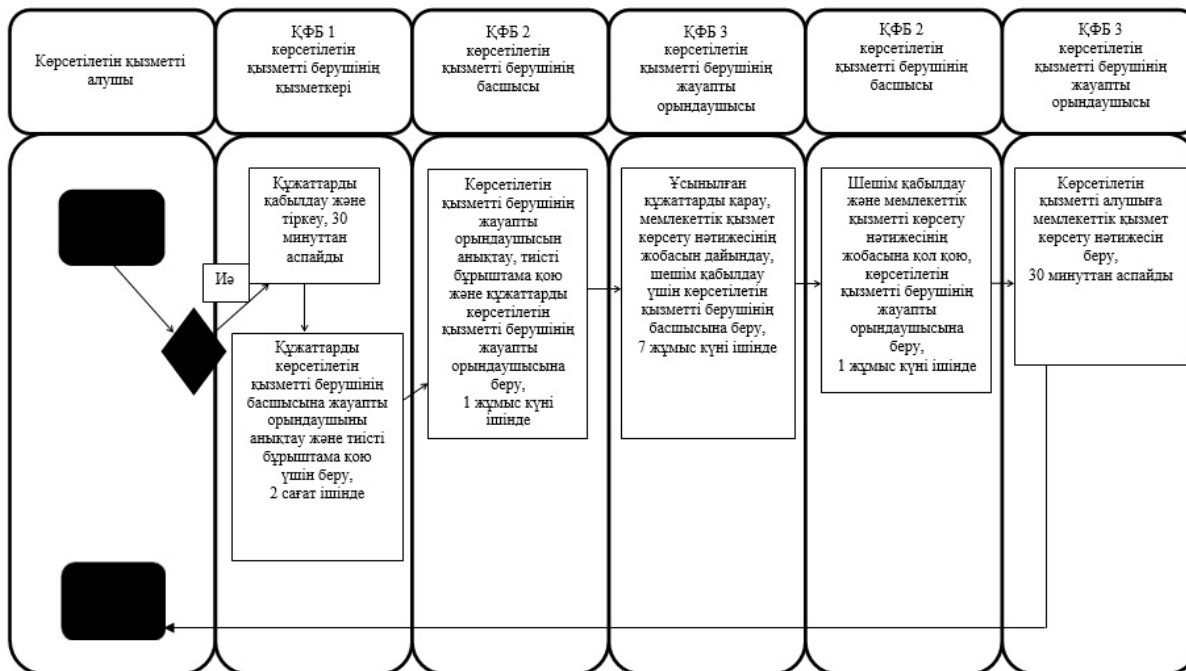 Көрсетілетін қызметті
алушы
ҚФБ 1
көрсетілетін
қызметті берушінің
қызметкері
ҚФБ 2
көрсетілетін
қызметті берушінің
басшысы
ҚФБ 3
көрсетілетін
қызметті берушінің
жауапты
орындаушысы
ҚФБ 2
көрсетілетін
қызметті берушінің
басшысы
ҚФБ 3
көрсетілетін
қызметті берушінің
жауапты
орындаушысы
Иә
Құжаттарды
қабылдау және
тіркеу, 30
минуттан
аспайды
Құжаттарды
көрсетілетін
қызметті берушінің
басшысына жауапты
орындаушыны
анықтау және тиісті
бұрыштама қою
үшін беру,
2 сағат ішінде
Көрсетілетін
қызметті берушінің
жауапты
орындаушысын
анықтау, тиісті
бұрыштама қою
және құжаттарды
көрсетілетін
қызметті берушінің
жауапты
орындаушысына
беру,
1 жұмыс күні
ішінде
Ұсынылған
құжаттарды қарау,
мемлекеттік қызмет
көрсету нәтижесінің
жобасын дайындау,
шешім қабылдау
үшін көрсетілетін
қызметті берушінің
басшысына беру,
7 жұмыс күні ішінде
Шешім қабылдау
және мемлекеттік
қызметті көрсету
нәтижесінің
жобасына қол қою,
көрсетілетін
қызметті берушінің
жауапты
орындаушысына
беру,
1 жұмыс күні ішінде
Көрсетілетін
қызметті алушыға
мемлекеттік қызмет
көрсету нәтижесін
беру,
30 минуттан аспайды